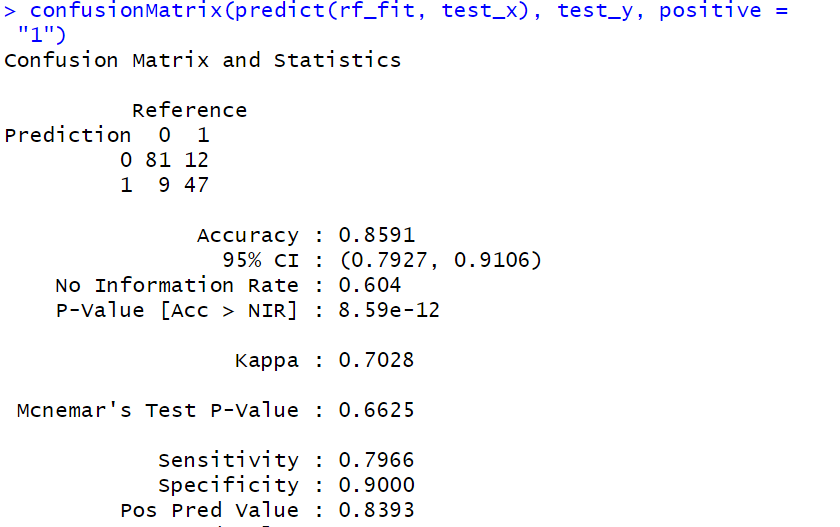 > confusionMatrix(predict(rf_fit, test_x), test_y, positive =
"1")
Confusion Matrix and Statistics
Reference
Prediction 0 1
0 81 12
1 9 47
Accuracy : 0.8591
95% CI : (0.7927, 0.9106)
No Information Rate : 0.604
P-Value [Acc > NIR] : 8.59e-12
Kappa : 0.7028
Mcnemar's Test P-Value : 0.6625
Sensitivity : 0.7966
Specificity : 0.9000
Pos Pred Value : 0.8393